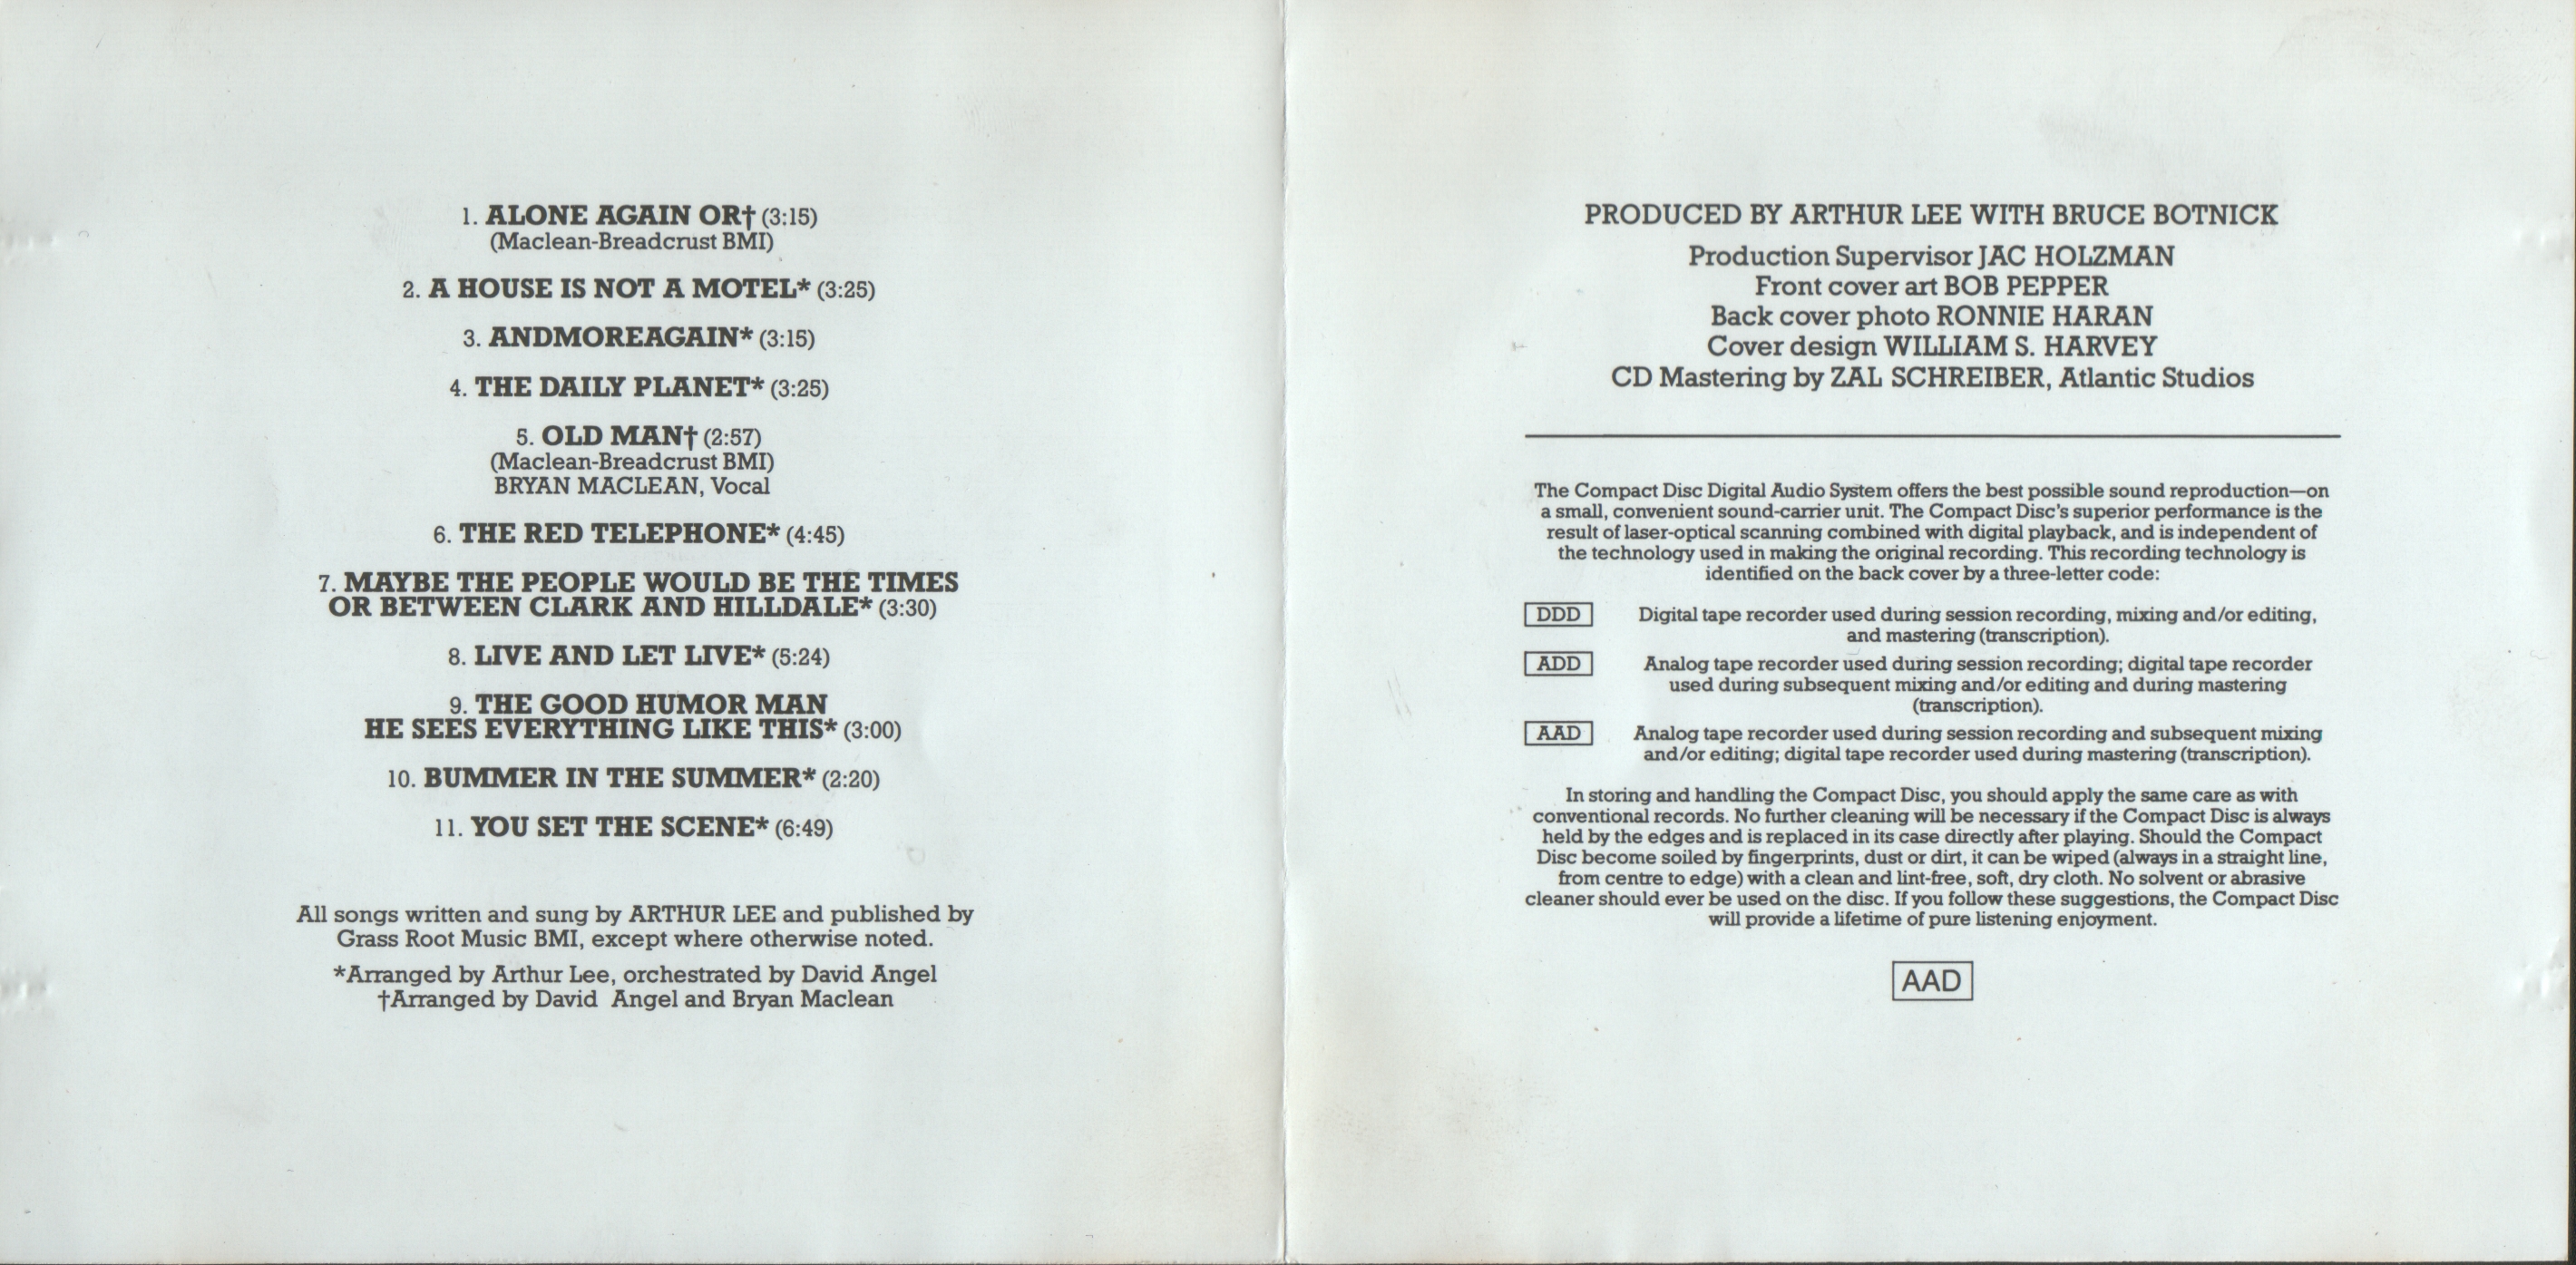 1. ALONE AGAIN OR† (3:15)
(Maclean-Breadcrust BMI)
2. A HOUSE IS NOT A MOTEL* (3:25)
3. ANDMOREAGAIN* (3:15)
4. THE DAILY PLANET* (3:25)
5. OLD MAN† (2:57)
(Maclean-Breadcrust BMI)
BRYAN MACLEAN, Vocal
6. THE RED TELEPHONE* (4:45)
7. MAYBE THE PEOPLE WOULD BE THE TIMES
OR BETWEEN CLARK AND HILLDALE* (3:30)
8. LIVE AND LET LIVE* (5:24)
9. THE GOOD HUMOR MAN
HE SEES EVERYTHING LIKE THIS* (3:00)
10. BUMMER IN THE SUMMER* (2:20)
11. YOU SET THE SCENE* (6:49)
All songs written and sung by ARTHUR LEE and published by
Grass Root Music BMI, except where otherwise noted.
*Arranged by Arthur Lee, orchestrated by David Angel
†Arranged by David Angel and Bryan Maclean
PRODUCED BY ARTHUR LEE WITH BRUCE BOTNICK
Production Supervisor JAC HOLZMAN
Front cover art BOB PEPPER
Back cover photo RONNIE HARAN
Cover design WILLIAM S. HARVEY
CD Mastering by ZAL SCHREIBER, Atlantic Studios
The Compact Disc Digital Audio System offers the best possible sound reproduction—on
a small, convenient sound-carrier unit. The Compact Disc's superior performance is the
result of laser-optical scanning combined with digital playback, and is independent of
the technology used in making the original recording. This recording technology is
identified on the back cover by a three-letter code:
DDD Digital tape recorder used during session recording, mixing and/or editing,
and mastering (transcription).
ADD Analog tape recorder used during session recording; digital tape recorder
used during subsequent mixing and/or editing and during mastering
(transcription).
AAD Analog tape recorder used during session recording and subsequent mixing
and/or editing; digital tape recorder used during mastering (transcription).
In storing and handling the Compact Disc, you should apply the same care as with
conventional records. No further cleaning will be necessary if the Compact Disc is always
held by the edges and is replaced in its case directly after playing. Should the Compact
Disc become soiled by fingerprints, dust or dirt, it can be wiped (always in a straight line,
from centre to edge) with a clean and lint-free, soft, dry cloth. No solvent or abrasive
cleaner should ever be used on the disc. If you follow these suggestions, the Compact Disc
will provide a lifetime of pure listening enjoyment.
AAD